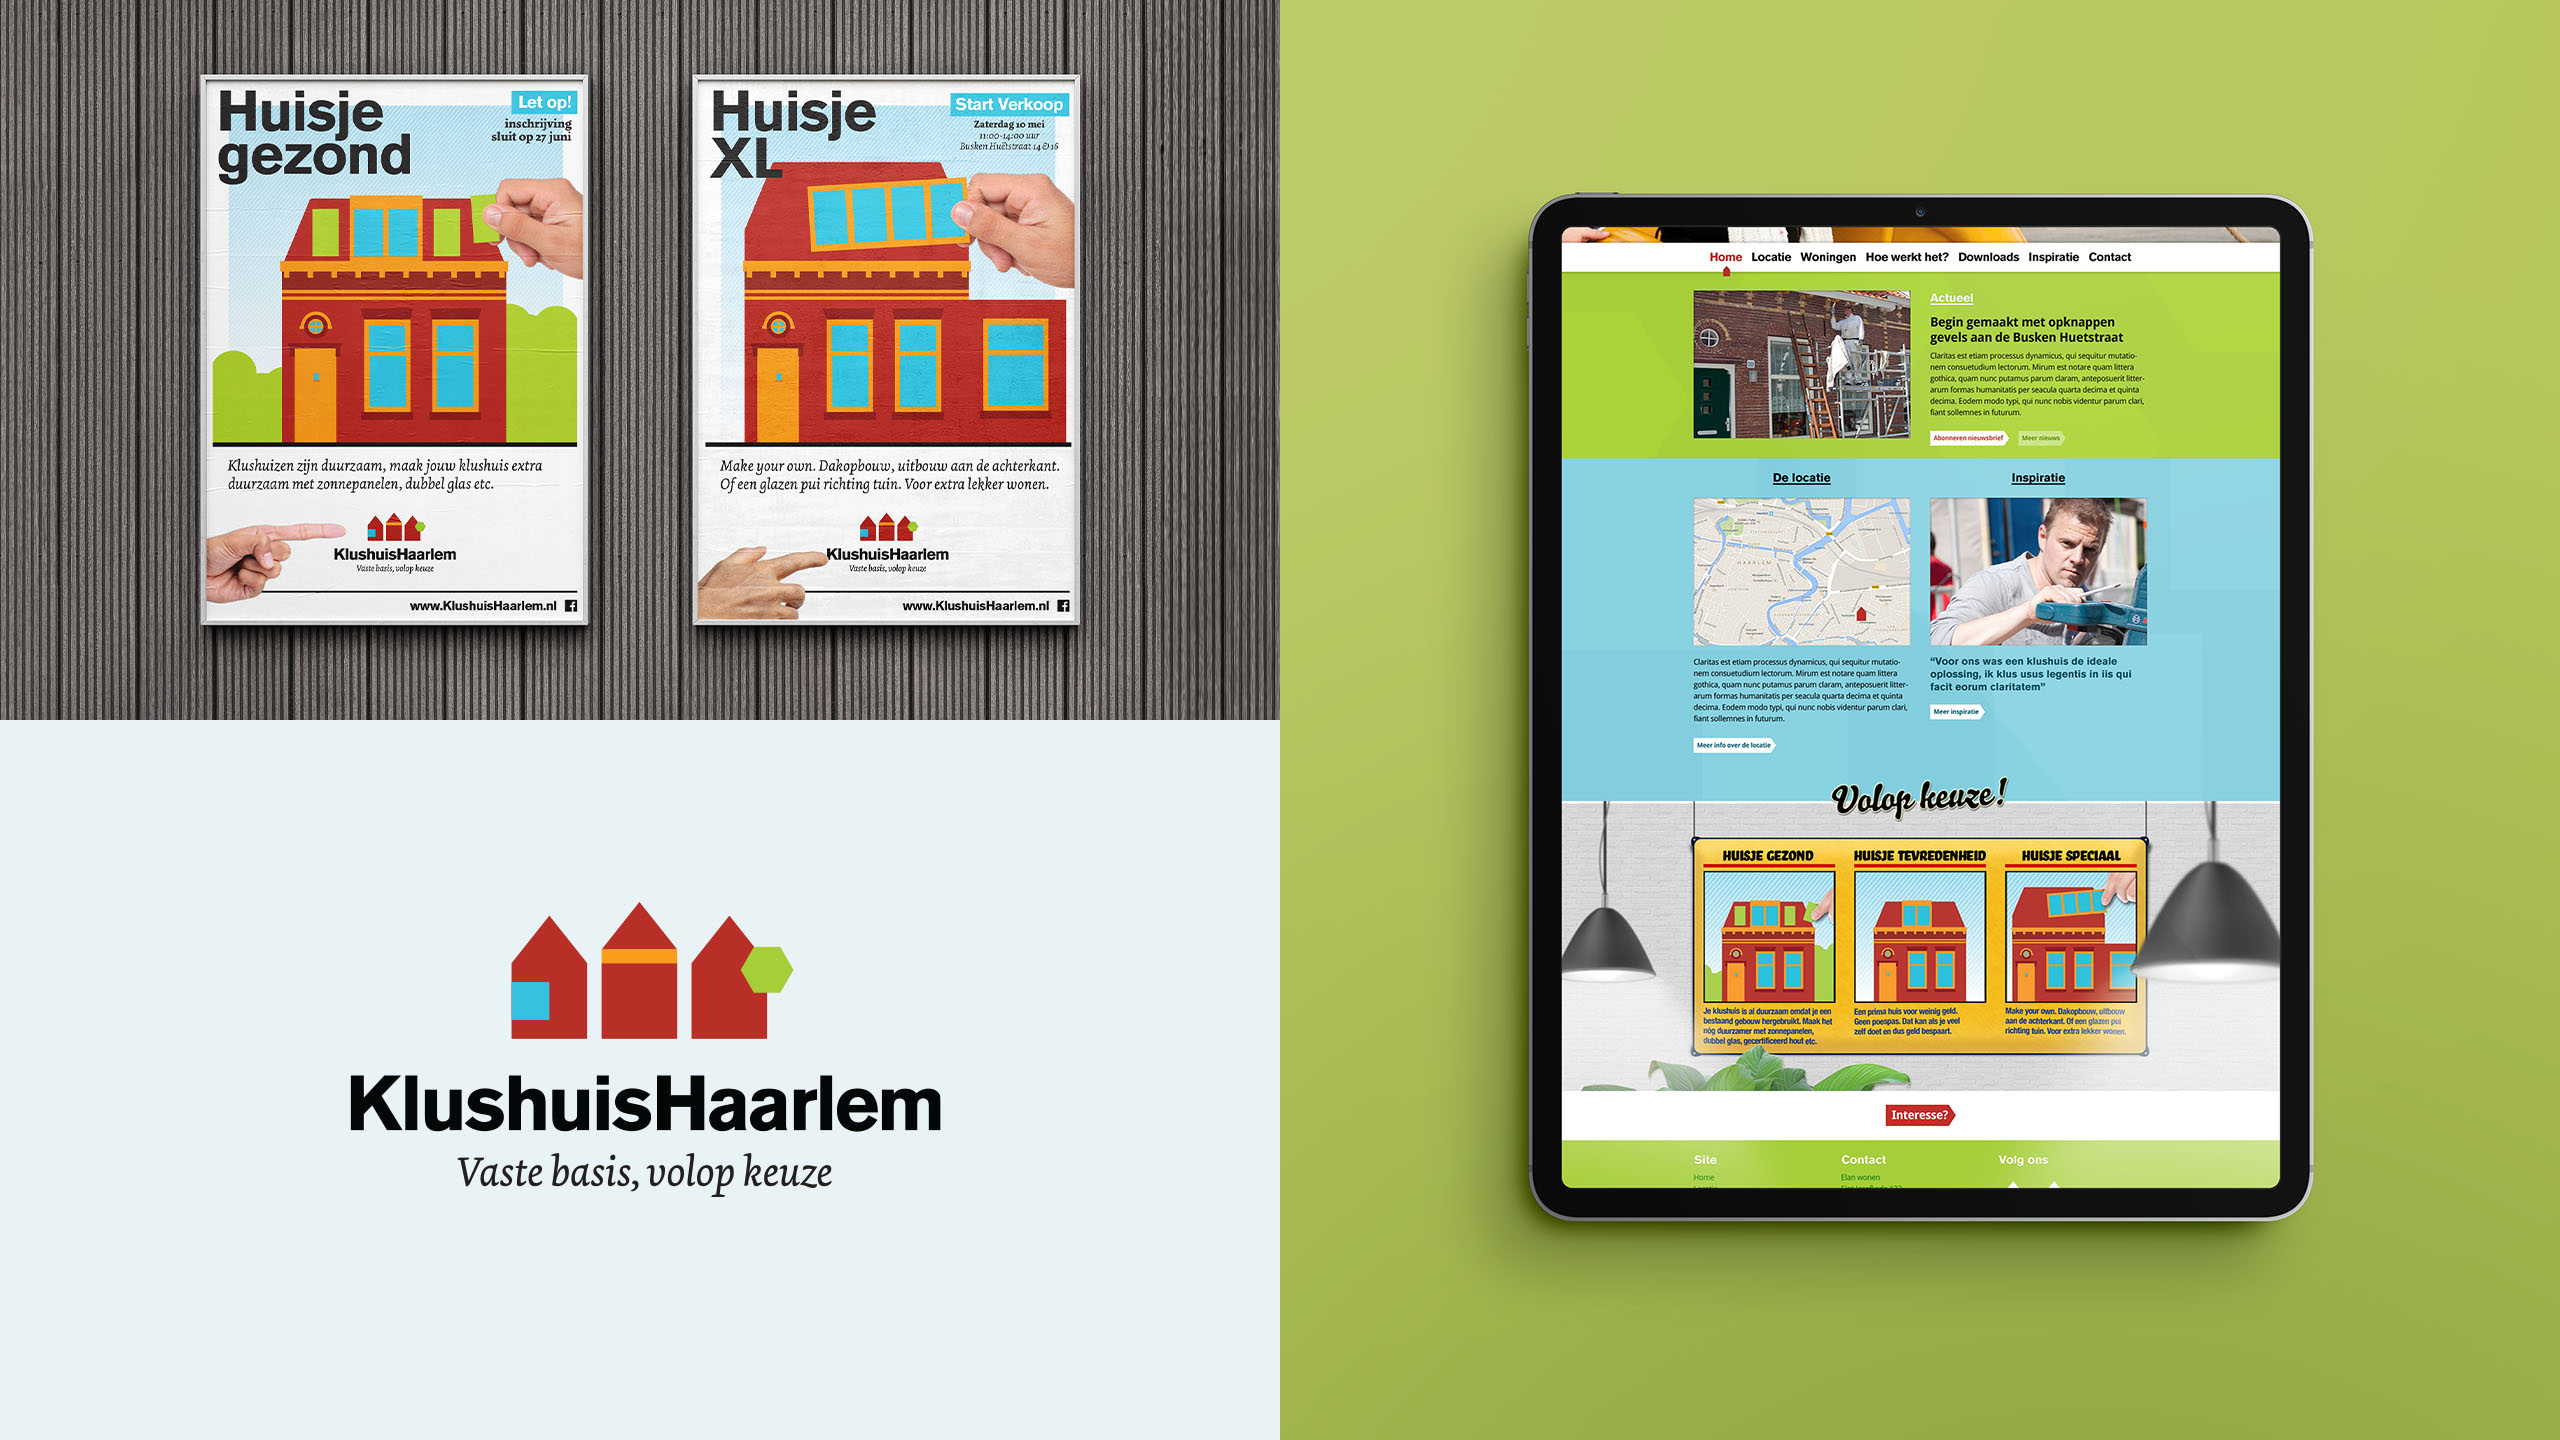 Huisje
gezond
Let op!
inschrijving
sluit op 27 juni
Klushuizen zijn duurzaam, maak jouw klushuis extra
duurzaam met zonnepanelen, dubbel glas etc.
KlushuisHaarlem
Vaste basis, volop keuze
www.KlushuisHaarlem.nl
Huisje
XL
Start Verkoop
Zaterdag 10 mei
11:00-14:00 uur
Busken Huëtstraat 14 & 16
Make your own. Dakopbouw, uitbouw aan de achterkant.
Of een glazen pui richting tuin. Voor extra lekker wonen.
KlushuisHaarlem
Vaste basis, volop keuze
www.KlushuisHaarlem.nl
KlushuisHaarlem
Vaste basis, volop keuze
Home Locatie Woningen Hoe werkt het? Downloads Inspiratie Contact
Actueel
Begin gemaakt met opknappen
gevels aan de Busken Huetstraat
Claritas est etiam processus dynamicus, qui sequitur mutatio-
nem consuetudium lectorum. Mirum est notare quam littera
gothica, quam nunc putamus parum claram, anteposuerit litter-
arum formas humanitatis per seacula quarta decima et quinta
decima. Eodem modo typi, qui nunc nobis videntur parum clari,
fiant sollemnes in futurum.
Abonneren nieuwsbrief
Meer nieuws
De locatie
HAARLEM
Claritas est etiam processus dynamicus, qui sequitur mutatio-
nem consuetudium lectorum. Mirum est notare quam littera
gothica, quam nunc putamus parum claram, anteposuerit litter-
arum formas humanitatis per seacula quarta decima et quinta
decima. Eodem modo typi, qui nunc nobis videntur parum clari,
fiant sollemnes in futurum.
Meer info over de locatie
Inspiratie
“Voor ons was een klushuis de ideale
oplossing, ik klus usus legentis in iis qui
facit eorum claritatem”
Meer inspiratie
Volop keuze!
HUISJE GEZOND
Je klushuis is al duurzaam omdat je een
bestaand gebouw hergebruikt. Maak het
nóg duurzamer met zonnepanelen,
dubbel glas, gecertificeerd hout etc.
HUISJE TEVREDENHEID
Een prima huis voor weinig geld.
Geen poespas. Dat kan als je veel
zelf doet en dus geld bespaart.
HUISJE SPECIAAL
Make your own. Dakopbouw, uitbouw
aan de achterkant. Of een glazen pui
richting tuin. Voor extra lekker wonen.
Interesse?
Site
Home
Contact
Elan wonen
Volg ons